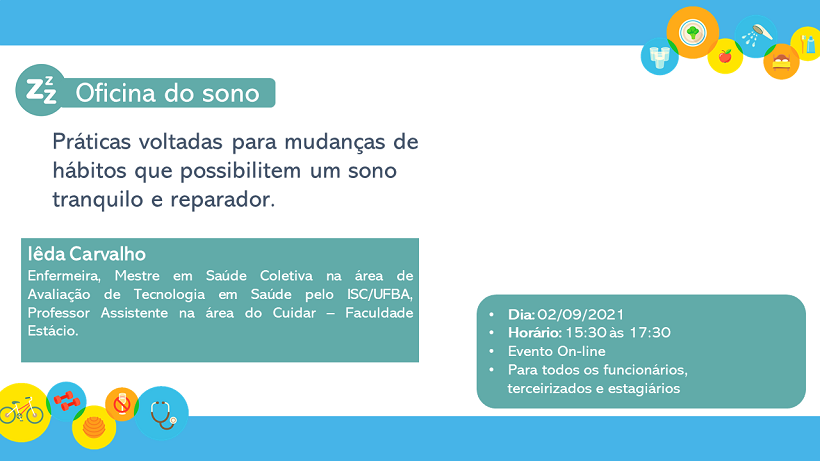 zzz
Oficina do sono
Práticas voltadas para mudanças de
hábitos que possibilitem um sono
tranquilo e reparador.
Iêda Carvalho
Enfermeira, Mestre em Saúde Coletiva na área de
Avaliação de Tecnologia em Saúde pelo ISC/UFBA,
Professor Assistente na área do Cuidar – Faculdade
Estácio.
• Dia: 02/09/2021
• Horário: 15:30 às 17:30
• Evento On-line
• Para todos os funcionários,
terceirizados e estagiários